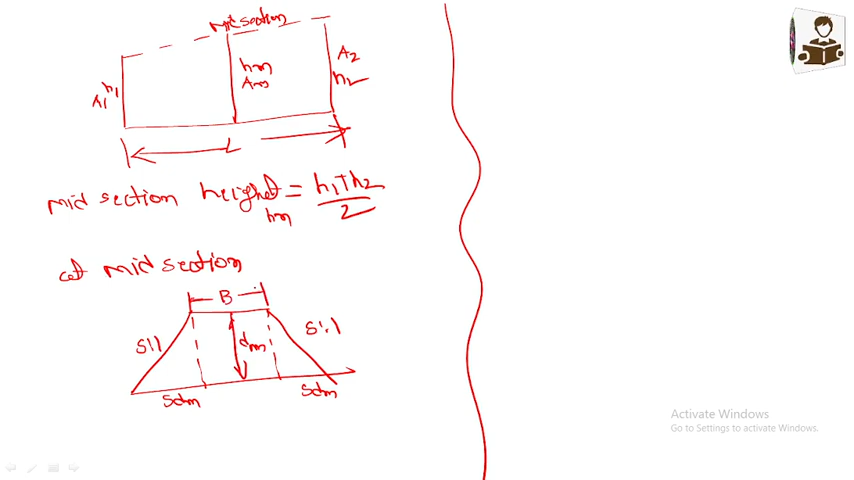 mid section
A1 h1
hm
Am
A2
h2
L
mid section height hm = h1+h2/2
at mid section
B
S:1
dm
S:1
Sdm
Sdm
Activate Windows
Go to Settings to activate Windows.